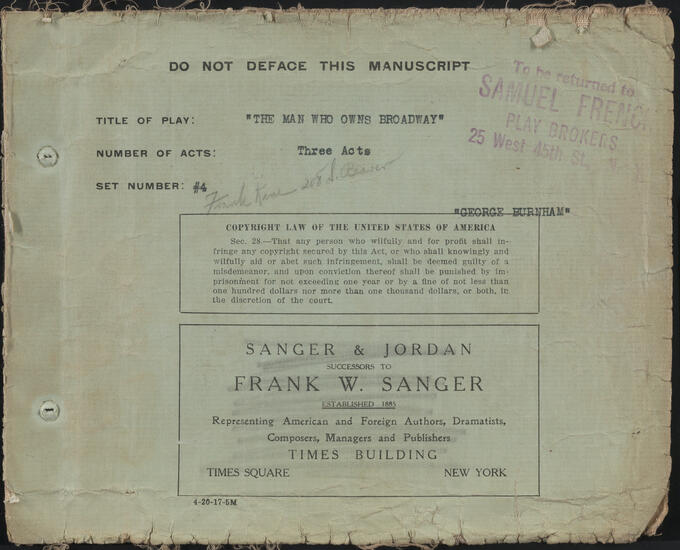 DO NOT DEFACE THIS MANUSCRIPT
To be returned to
SAMUEL FRENCH
PLAY BROKERS
25 West 45th St.
TITLE OF PLAY: "THE MAN WHO OWNS BROADWAY"
NUMBER OF ACTS: Three Acts
SET NUMBER: #4
Frank 208 S.
"GEORGE BURNHAM"
COPYRIGHT LAW OF THE UNITED STATES OF AMERICA
Sec. 28.—That any person who wilfully and for profit shall in-
fringe any copyright secured by this Act, or who shall knowingly and
wilfully aid or abet such infringement, shall be deemed guilty of a
misdemeanor, and upon conviction thereof shall be punished by im-
prisonment for not exceeding one year or by a fine of not less than
one hundred dollars nor more than one thousand dollars, or both, in
the discretion of the court.
SANGER & JORDAN
SUCCESSORS TO
FRANK W. SANGER
ESTABLISHED 1885
Representing American and Foreign Authors, Dramatists,
Composers, Managers and Publishers
TIMES BUILDING
TIMES SQUARE NEW YORK
4-20-17-5M